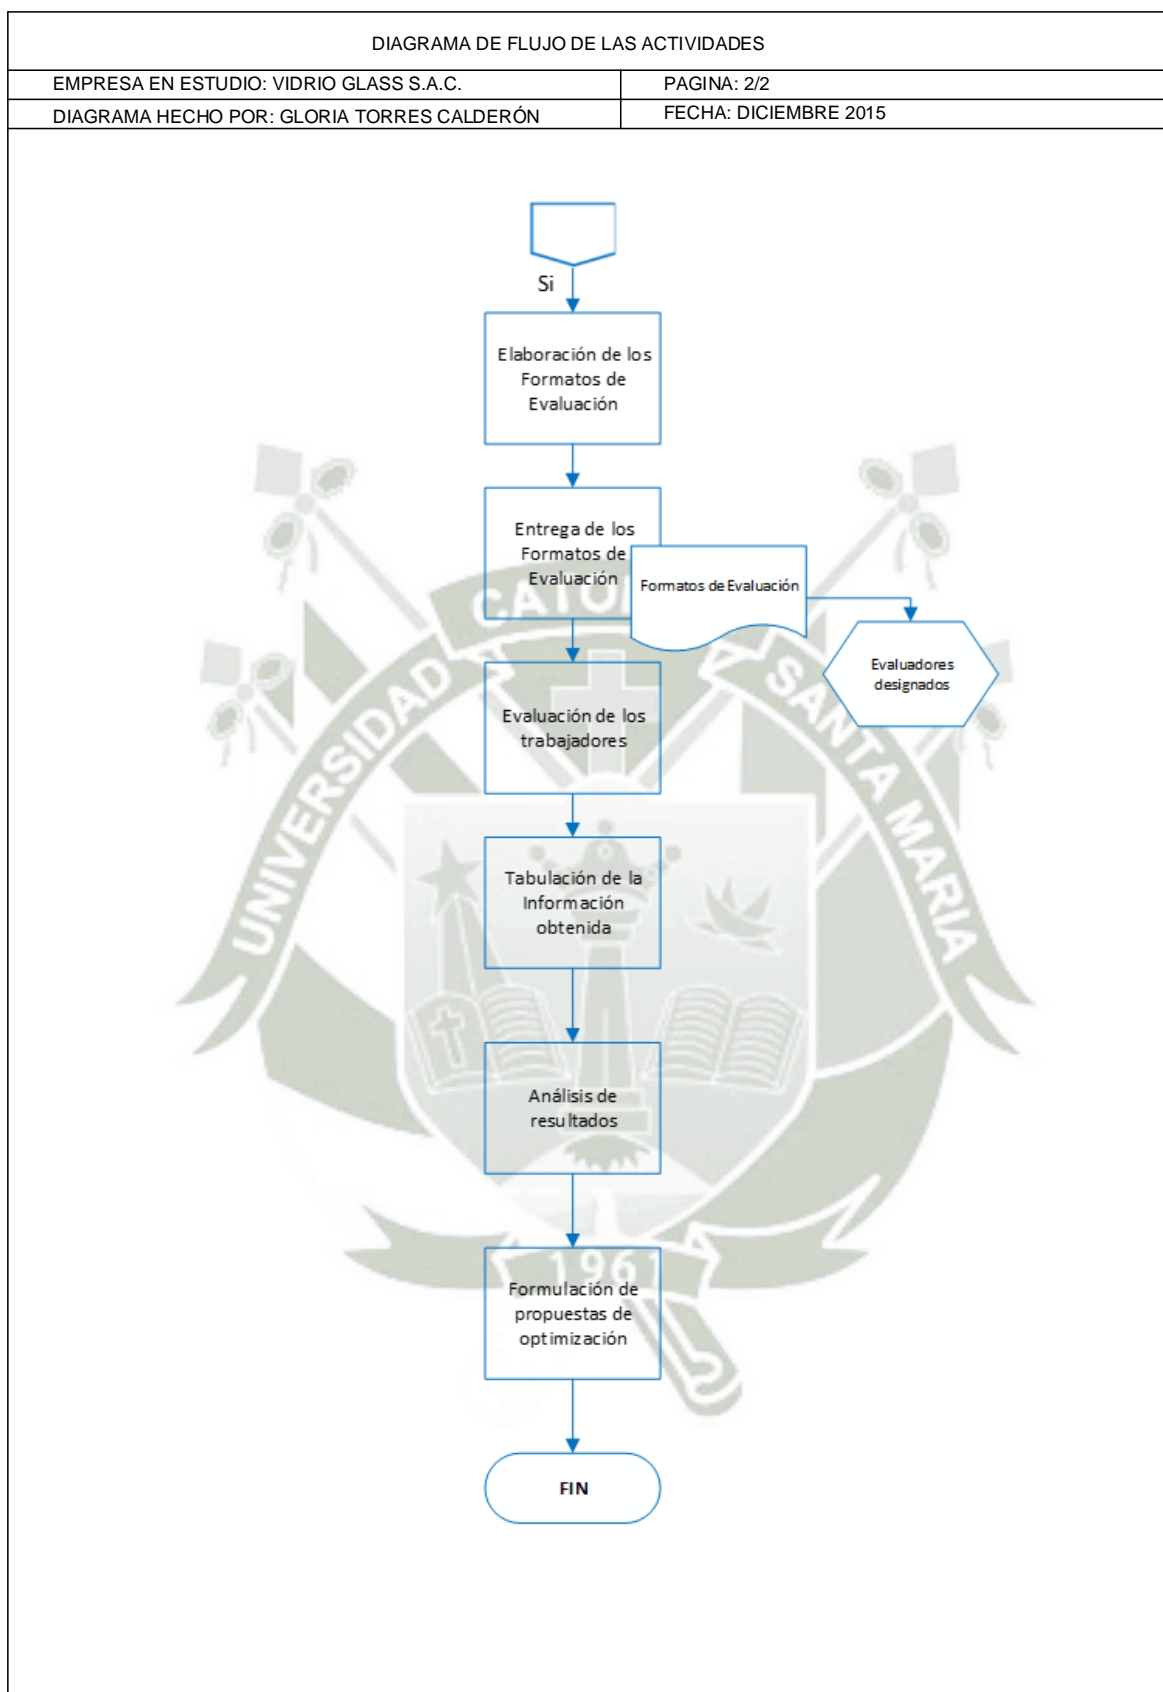 DIAGRAMA DE FLUJO DE LAS ACTIVIDADES
EMPRESA EN ESTUDIO: VIDRIO GLASS S.A.C.
PAGINA: 2/2
DIAGRAMA HECHO POR: GLORIA TORRES CALDERÓN
FECHA: DICIEMBRE 2015
Si
Elaboración de los
Formatos de
Evaluación
Entrega de los
Formatos de
Evaluación
Formatos de Evaluación
Evaluadores
designados
Evaluación de los
trabajadores
Tabulación de la
Información
obtenida
Análisis de
resultados
Formulación de
propuestas de
optimización
FIN
UNIVERSIDAD
SANTA MARIA